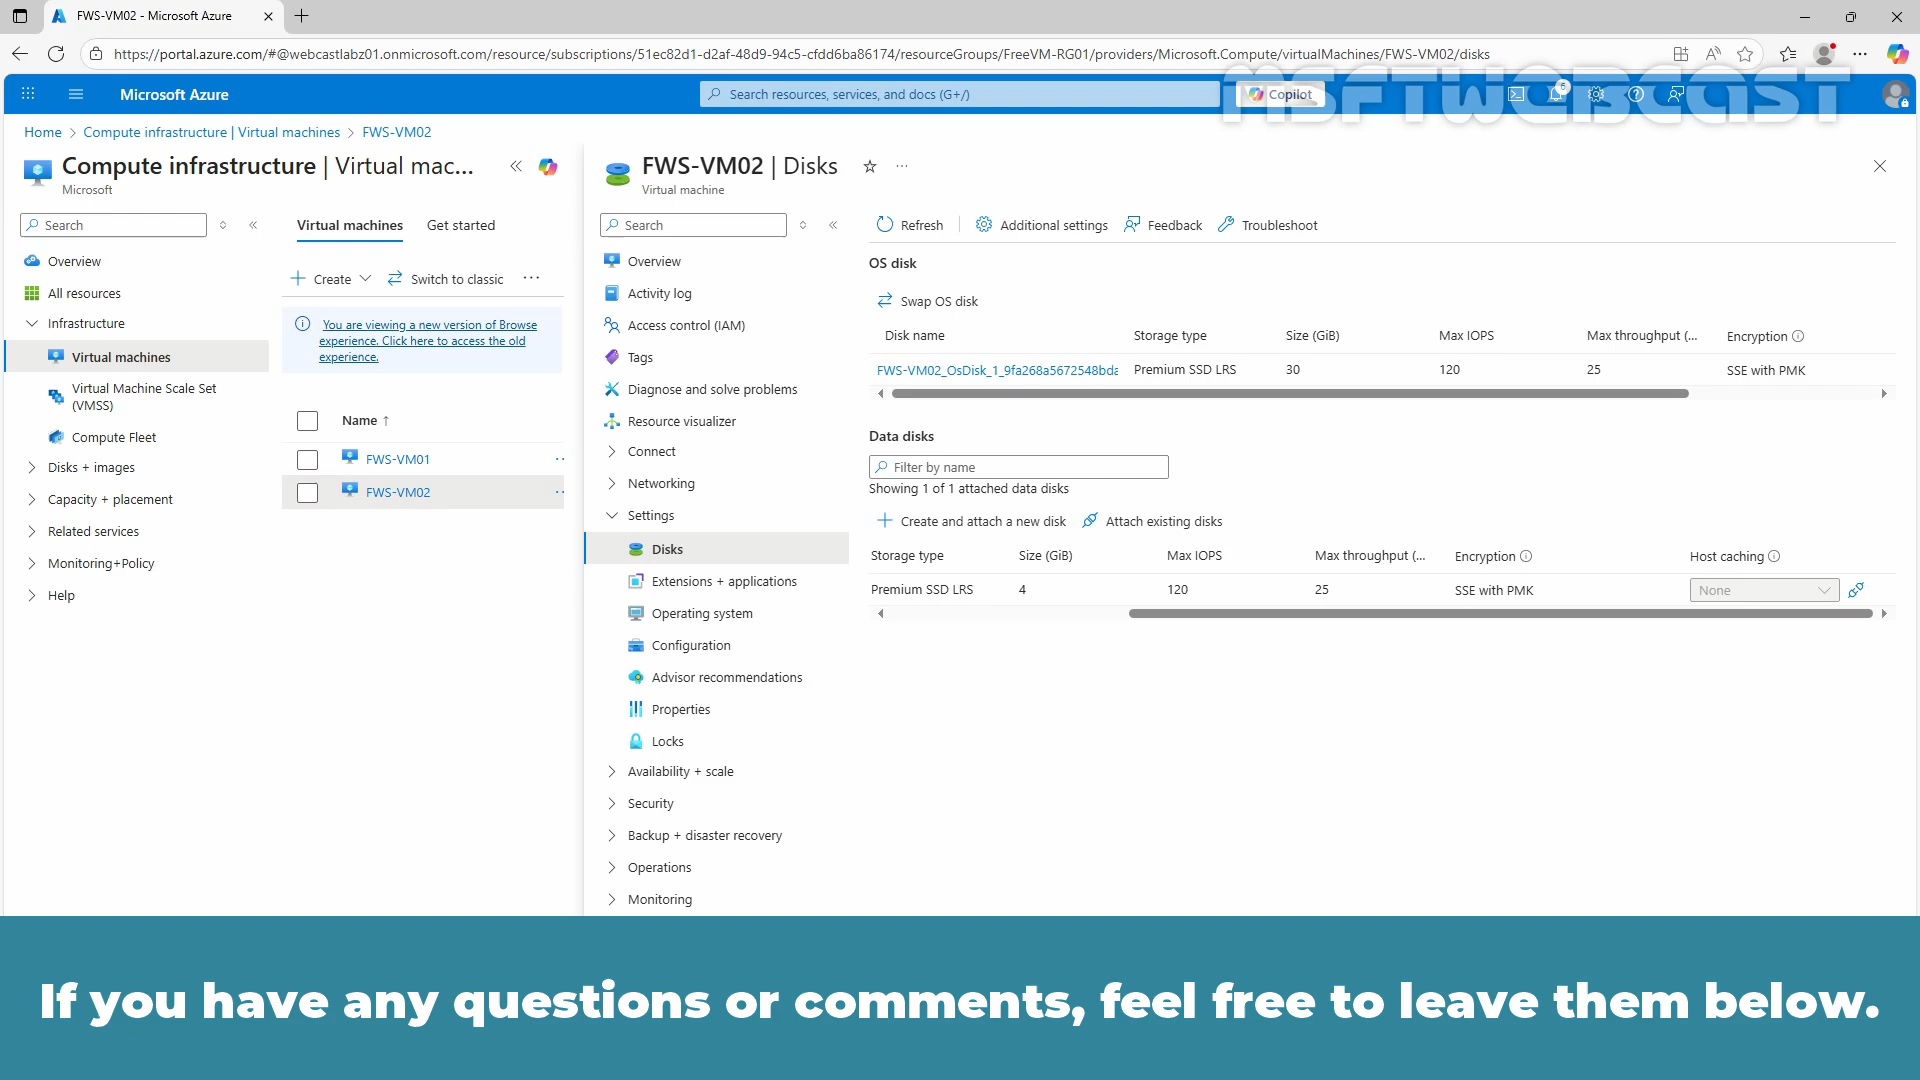 FWS-VM02 - Microsoft Azure
https://portal.azure.com/#@webcastlabz01.onmicrosoft.com/resource/subscriptions/51ec82d1-d2af-48d9-94c5-cfdd6ba86174/resourceGroups/FreeVM-RG01/providers/Microsoft.Compute/virtualMachines/FWS-VM02/disks
Microsoft Azure
Search resources, services, and docs (G+/)
Copilot
6
MSFTWEBCAST
Home > Compute infrastructure | Virtual machines > FWS-VM02
Compute infrastructure | Virtual mac...
Microsoft
Search
Overview
All resources
Infrastructure
Virtual machines
Virtual Machine Scale Set
(VMSS)
Compute Fleet
Disks + images
Capacity + placement
Related services
Monitoring+Policy
Help
Virtual machines Get started
Create Switch to classic ...
You are viewing a new version of Browse
experience. Click here to access the old
experience.
Name ↑
FWS-VM01
FWS-VM02
FWS-VM02 | Disks
Virtual machine
Search
Overview
Activity log
Access control (IAM)
Tags
Diagnose and solve problems
Resource visualizer
Connect
Networking
Settings
Disks
Extensions + applications
Operating system
Configuration
Advisor recommendations
Properties
Locks
Availability + scale
Security
Backup + disaster recovery
Operations
Monitoring
Refresh Additional settings Feedback Troubleshoot
OS disk
Swap OS disk
Disk name Storage type Size (GiB) Max IOPS Max throughput (... Encryption
FWS-VM02_OsDisk_1_9fa268a5672548bda Premium SSD LRS 30 120 25 SSE with PMK
Data disks
Filter by name
Showing 1 of 1 attached data disks
Create and attach a new disk Attach existing disks
Storage type Size (GiB) Max IOPS Max throughput (... Encryption Host caching
Premium SSD LRS 4 120 25 SSE with PMK None
If you have any questions or comments, feel free to leave them below.